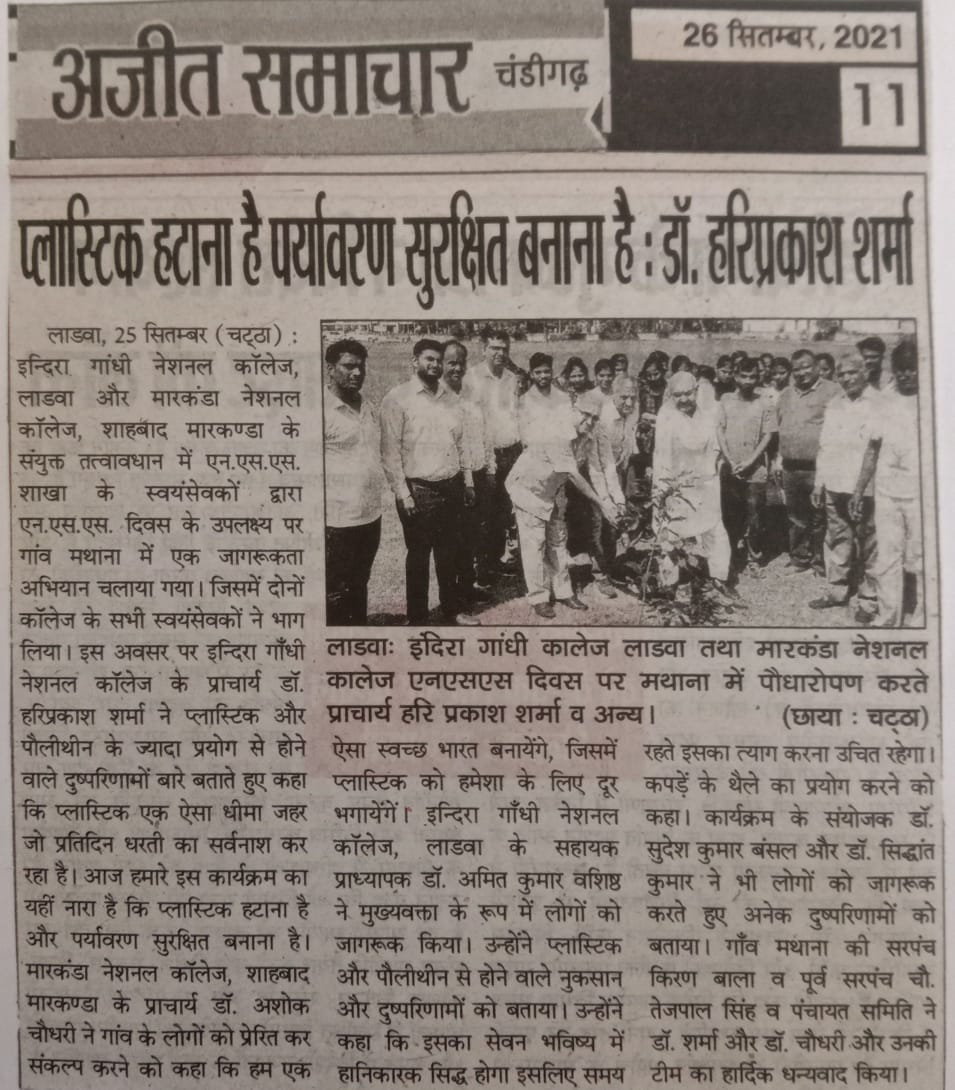 अजीत समाचार चंडीगढ़
26 सितम्बर, 2021
11
प्लास्टिक हटाना है पर्यावरण सुरक्षित बनाना है : डॉ. हरिप्रकाश शर्मा
लाडवा, 25 सितम्बर (चट्ठा) :
इन्दिरा गांधी नेशनल कॉलेज,
लाडवा और मारकंडा नेशनल
कॉलेज, शाहबाद मारकण्डा के
संयुक्त तत्वावधान में एन.एस.एस.
शाखा के स्वयंसेवकों द्वारा
एन.एस.एस. दिवस के उपलक्ष्य पर
गांव मथाना में एक जागरूकता
अभियान चलाया गया। जिसमें दोनों
कॉलेज के सभी स्वयंसेवकों ने भाग
लिया। इस अवसर पर इन्दिरा गाँधी
नेशनल कॉलेज के प्राचार्य डॉ.
हरिप्रकाश शर्मा ने प्लास्टिक और
पौलीथीन के ज्यादा प्रयोग से होने
वाले दुष्परिणामों बारे बताते हुए कहा
कि प्लास्टिक एक ऐसा धीमा जहर
जो प्रतिदिन धरती का सर्वनाश कर
रहा है। आज हमारे इस कार्यक्रम का
यहीं नारा है कि प्लास्टिक हटाना है
और पर्यावरण सुरक्षित बनाना है।
मारकंडा नेशनल कॉलेज, शाहबाद
मारकण्डा के प्राचार्य डॉ. अशोक
चौधरी ने गांव के लोगों को प्रेरित कर
संकल्प करने को कहा कि हम एक
लाडवाः इंदिरा गांधी कालेज लाडवा तथा मारकंडा नेशनल
कालेज एनएसएस दिवस पर मथाना में पौधारोपण करते
प्राचार्य हरि प्रकाश शर्मा व अन्य। (छाया : चट्ठा)
ऐसा स्वच्छ भारत बनायेंगे, जिसमें
प्लास्टिक को हमेशा के लिए दूर
भगायेंगें। इन्दिरा गाँधी नेशनल
कॉलेज, लाडवा के सहायक
प्राध्यापक डॉ. अमित कुमार वशिष्ठ
ने मुख्यवक्ता के रूप में लोगों को
जागरूक किया। उन्होंने प्लास्टिक
और पौलीथीन से होने वाले नुकसान
और दुष्परिणामों को बताया। उन्होंने
कहा कि इसका सेवन भविष्य में
हानिकारक सिद्ध होगा इसलिए समय
रहते इसका त्याग करना उचित रहेगा।
कपड़ें के थैले का प्रयोग करने को
कहा। कार्यक्रम के संयोजक डॉ.
सुदेश कुमार बंसल और डॉ. सिद्धांत
कुमार ने भी लोगों को जागरूक
करते हुए अनेक दुष्परिणामों को
बताया। गाँव मथाना की सरपंच
किरण बाला व पूर्व सरपंच चौ.
तेजपाल सिंह व पंचायत समिति ने
डॉ. शर्मा और डॉ. चौधरी और उनकी
टीम का हार्दिक धन्यवाद किया।